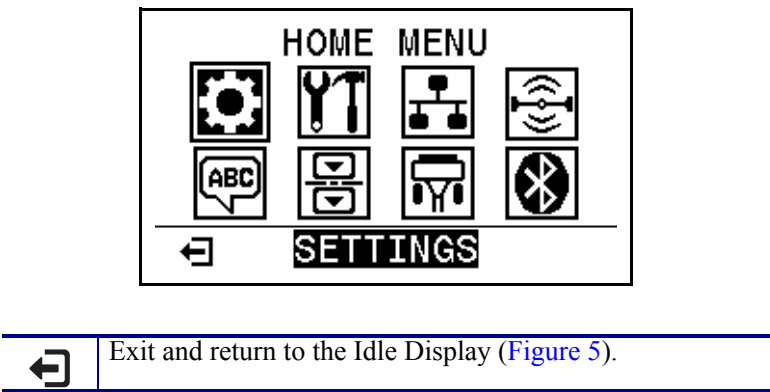 HOME MENU
ABC
SETTINGS
Exit and return to the Idle Display (Figure 5).